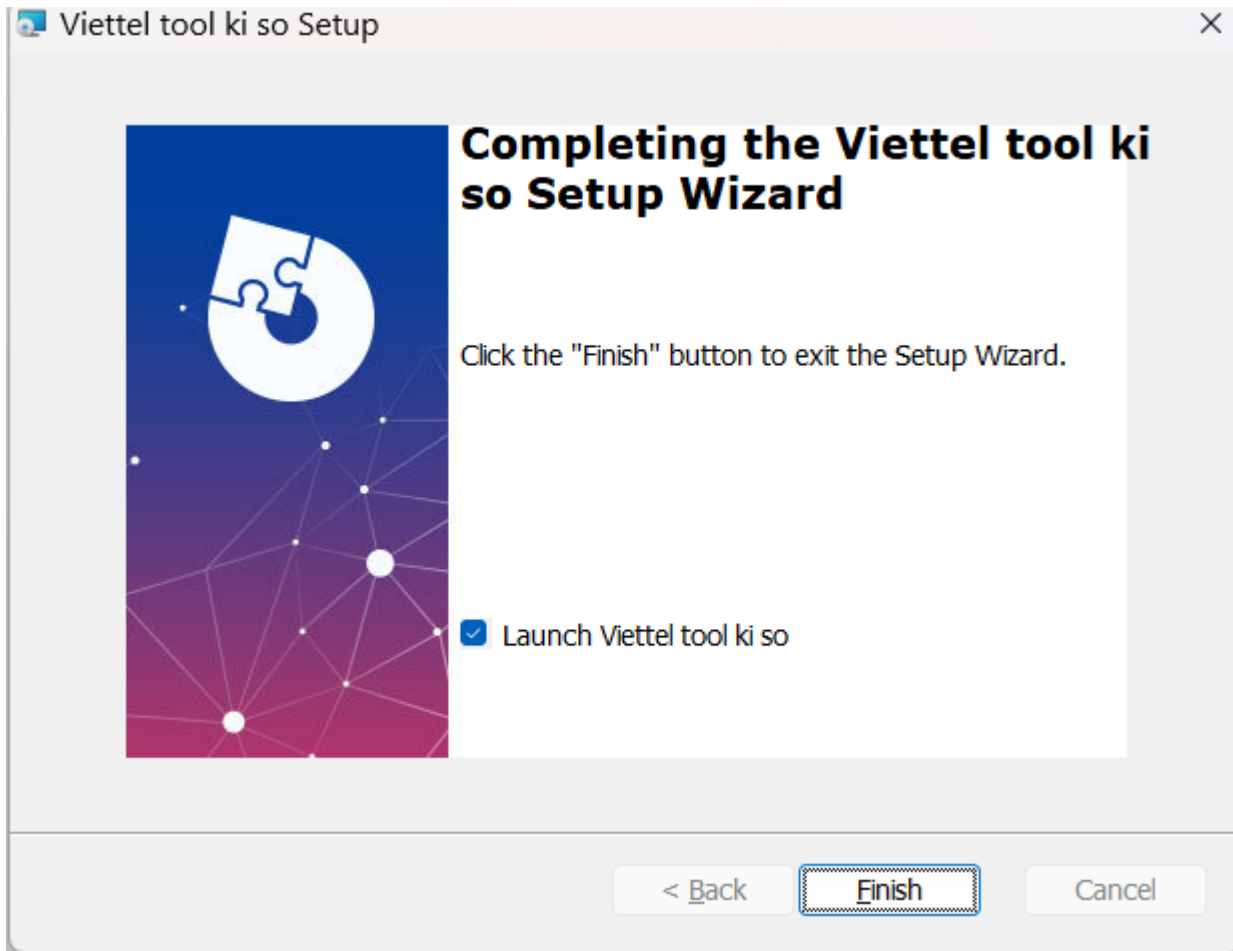 Viettel tool ki so Setup
Completing the Viettel tool ki
so Setup Wizard
Click the "Finish" button to exit the Setup Wizard.
Launch Viettel tool ki so
< Back Finish Cancel